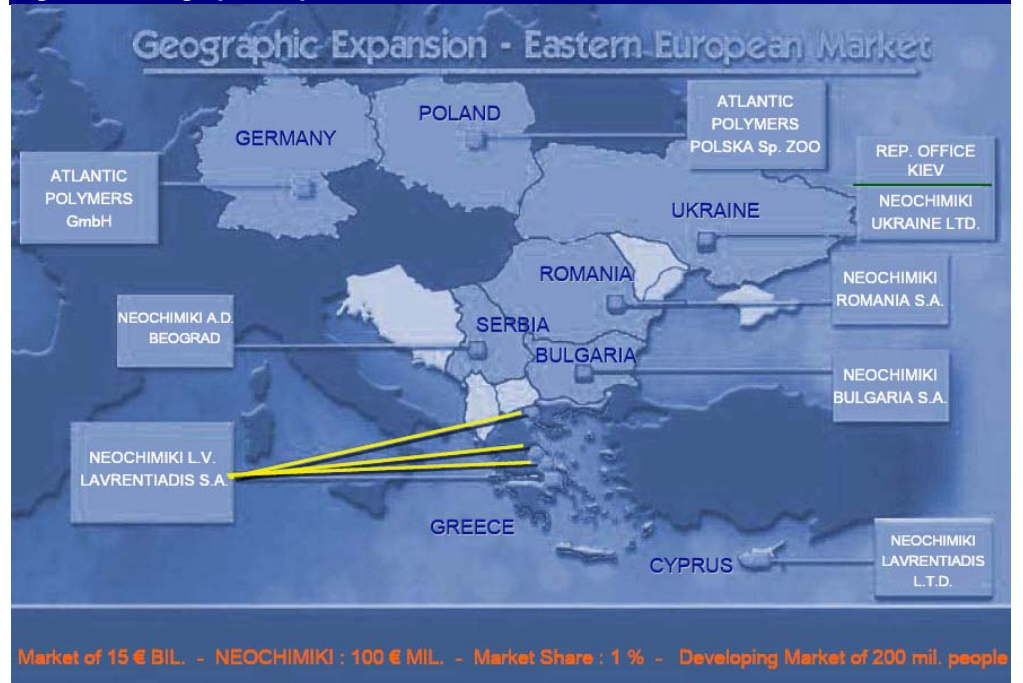 Geographic Expansion - Eastern European Market
POLAND
ATLANTIC
POLYMERS
POLSKA Sp. ZOO
GERMANY
REP. OFFICE
KIEV
ATLANTIC
POLYMERS
GmbH
NEOCHIMIKI
UKRAINE LTD.
UKRAINE
ROMANIA
NEOCHIMIKI
ROMANIA S.A.
NEOCHIMIKI A.D.
BEOGRAD
SERBIA
BULGARIA
NEOCHIMIKI
BULGARIA S.A.
NEOCHIMIKI L.V.
LAVRENTIADIS S.A.
GREECE
CYPRUS
NEOCHIMIKI
LAVRENTIADIS
L.T.D.
Market of 15 € BIL. - NEOCHIMIKI : 100 € MIL. - Market Share : 1 % - Developing Market of 200 mil. people